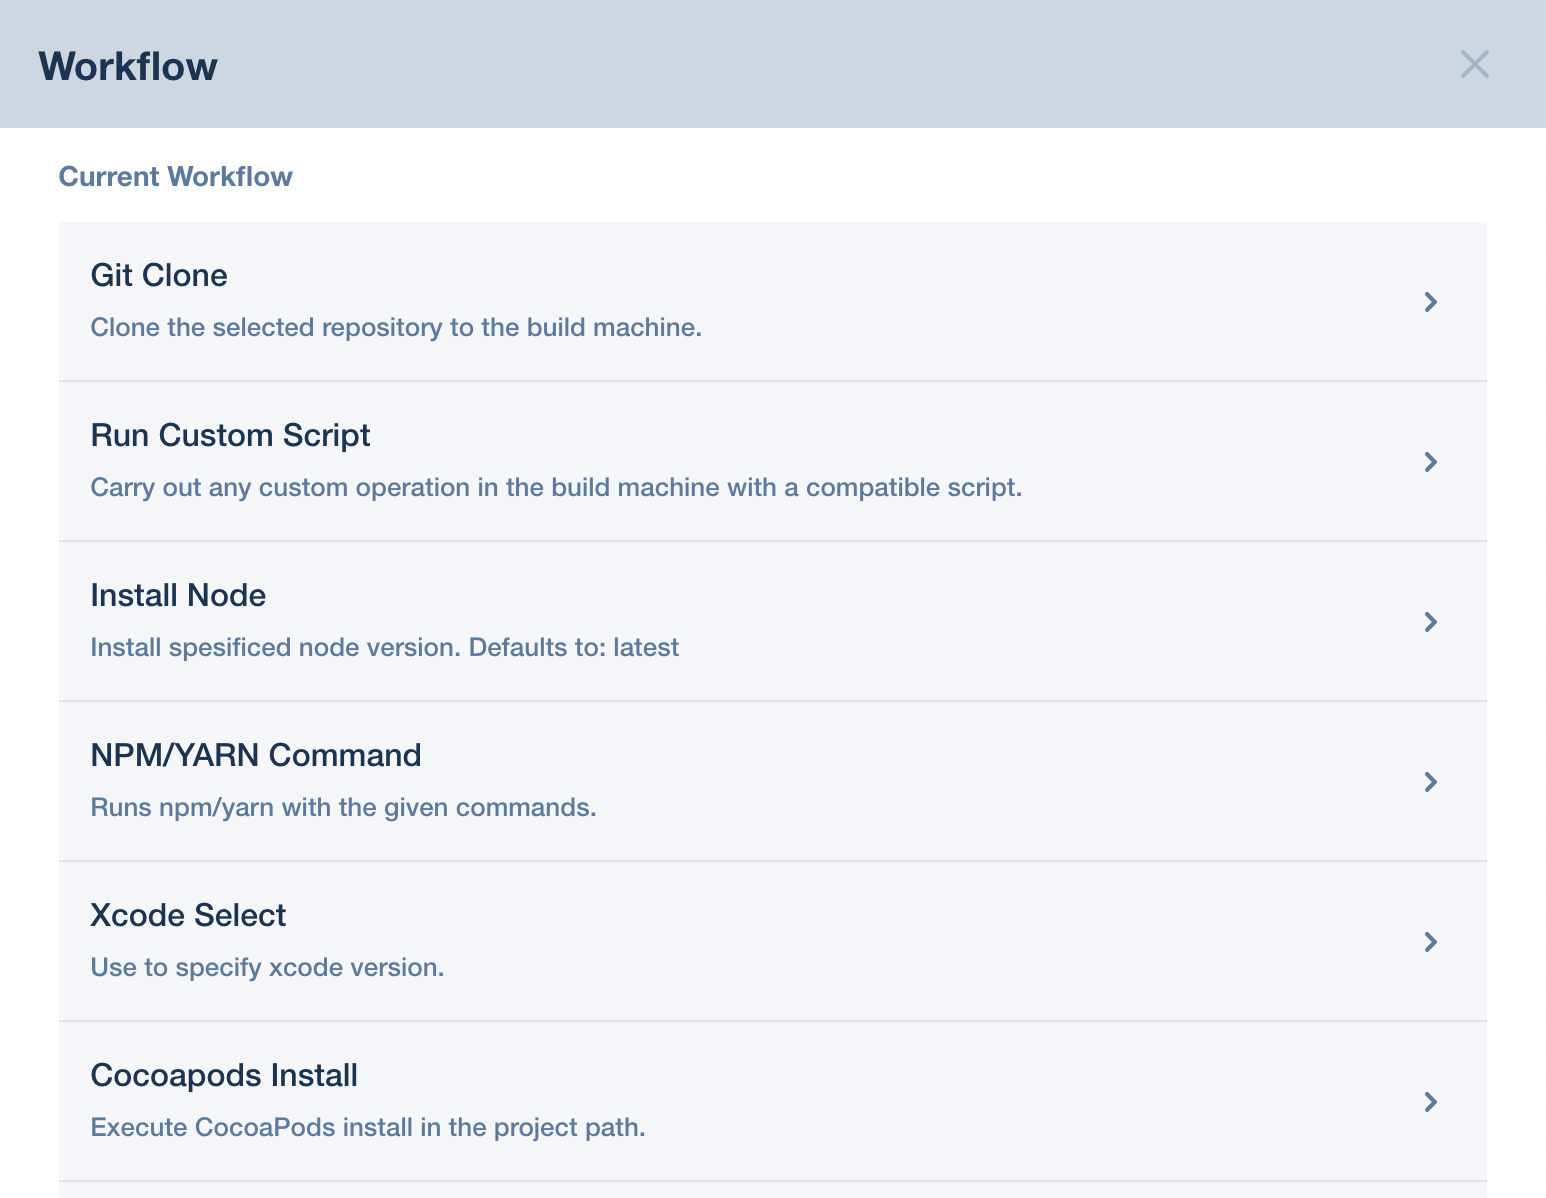 Workflow
Current Workflow
Git Clone
Clone the selected repository to the build machine.
Run Custom Script
Carry out any custom operation in the build machine with a compatible script.
Install Node
Install spesificed node version. Defaults to: latest
NPM/YARN Command
Runs npm/yarn with the given commands.
Xcode Select
Use to specify xcode version.
Cocoapods Install
Execute CocoaPods install in the project path.